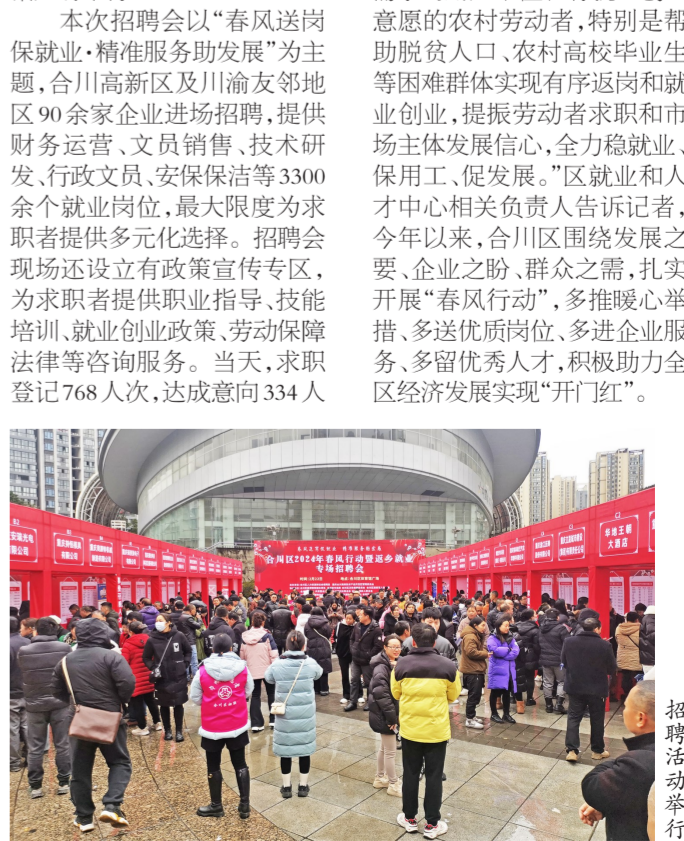 本次招聘会以“春风送岗
保就业·精准服务助发展”为主
题,合川高新区及川渝友邻地
区90余家企业进场招聘,提供
财务运营、文员销售、技术研
发、行政文员、安保保洁等3300
余个就业岗位,最大限度为求
职者提供多元化选择。招聘会
现场还设立有政策宣传专区,
为求职者提供职业指导、技能
培训、就业创业政策、劳动保障
法律等咨询服务。当天,求职
登记768人次,达成意向334人
意愿的农村劳动者,特别是帮
助脱贫人口、农村高校毕业生
等困难群体实现有序返岗和就
业创业,提振劳动者求职和市
场主体发展信心,全力稳就业、
保用工、促发展。”区就业和人
才中心相关负责人告诉记者,
今年以来,合川区围绕发展之
要、企业之盼、群众之需,扎实
开展“春风行动”,多推暖心举
措、多送优质岗位、多进企业服
务、多留优秀人才,积极助力全
区经济发展实现“开门红”。
合川区2024年春风行动暨返乡就业
专场招聘会
华地王朝
大酒店
招聘活动举行